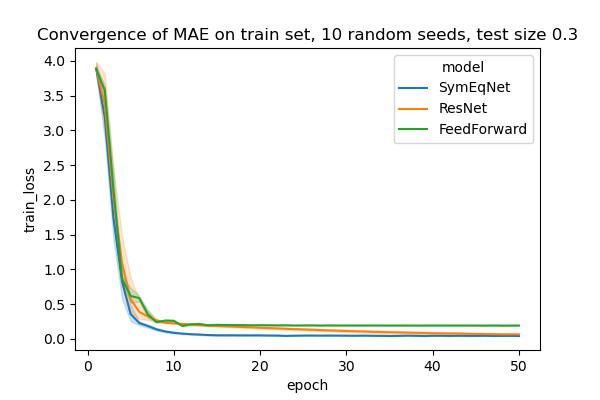 Convergence of MAE on train set, 10 random seeds, test size 0.3
model
SymEqNet
ResNet
FeedForward
train_loss
4.0
3.5
3.0
2.5
2.0
1.5
1.0
0.5
0.0
0 10 20 30 40 50
epoch